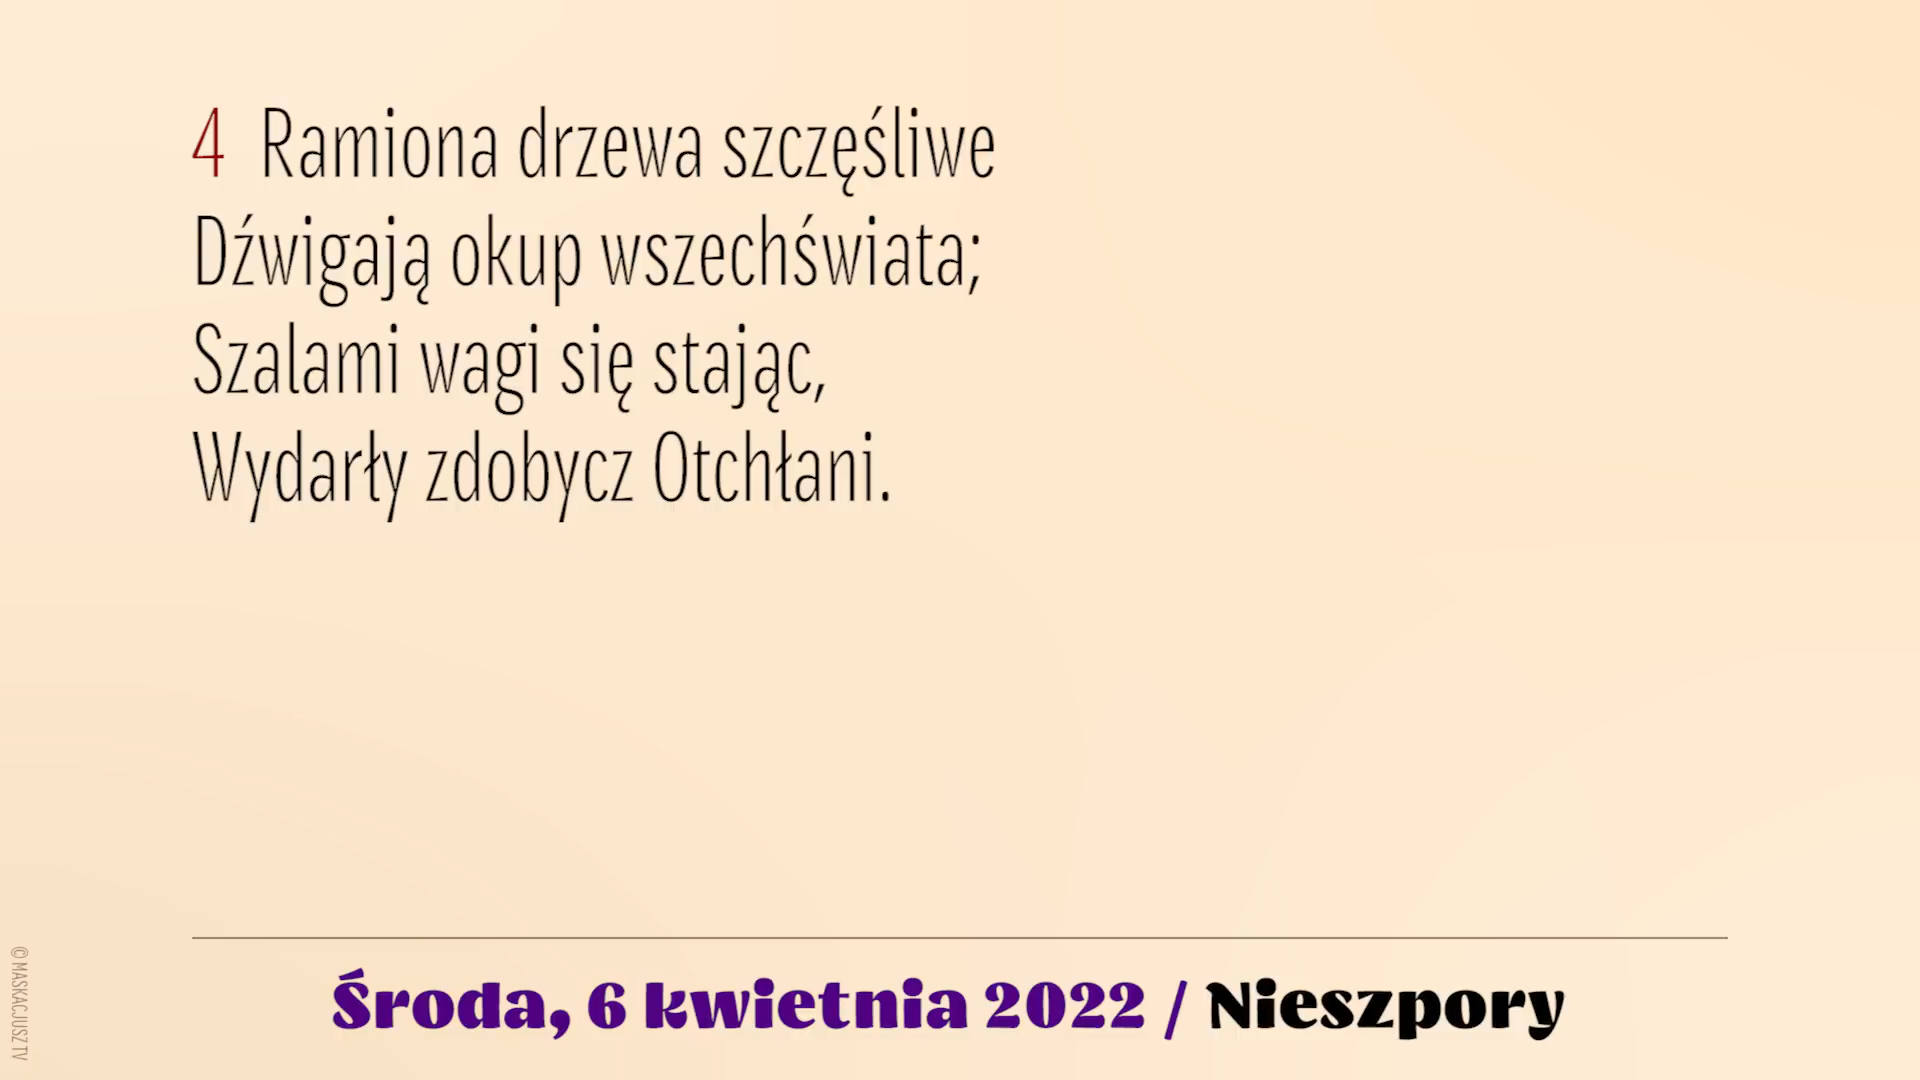 4 Ramiona drzewa szczęśliwe
Dźwigają okup wszechświata;
Szalami wagi się stając,
Wydarły zdobycz Otchłani.
Środa, 6 kwietnia 2022 / Nieszpory
© MASKACJUSZ TV